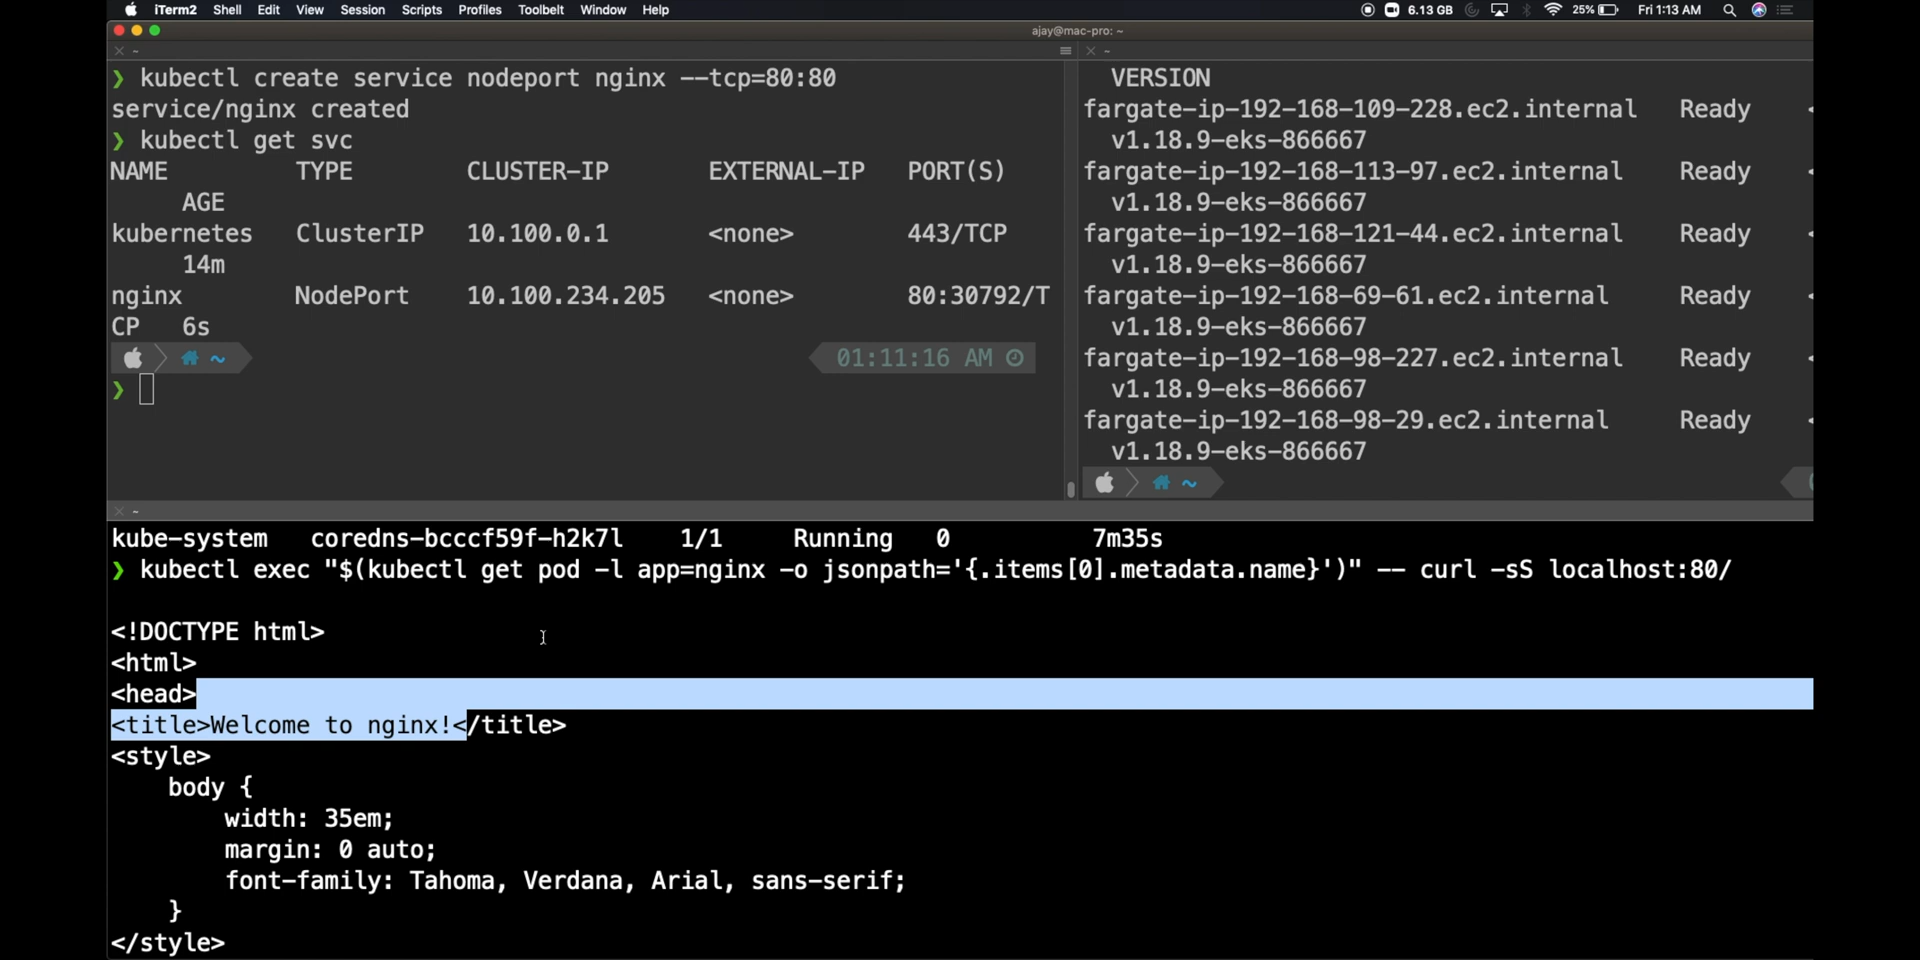 iTerm2 Shell Edit View Session Scripts Profiles Toolbelt Window Help 6.13 GB 25% Fri 1:13 AM
ajay@mac-pro: ~
~
~
❯ kubectl create service nodeport nginx --tcp=80:80
service/nginx created
❯ kubectl get svc
NAME TYPE CLUSTER-IP EXTERNAL-IP PORT(S)
AGE
kubernetes ClusterIP 10.100.0.1 <none> 443/TCP
14m
nginx NodePort 10.100.234.205 <none> 80:30792/T
CP 6s
~ 01:11:16 AM
❯
VERSION
fargate-ip-192-168-109-228.ec2.internal Ready <
v1.18.9-eks-866667
fargate-ip-192-168-113-97.ec2.internal Ready <
v1.18.9-eks-866667
fargate-ip-192-168-121-44.ec2.internal Ready <
v1.18.9-eks-866667
fargate-ip-192-168-69-61.ec2.internal Ready <
v1.18.9-eks-866667
fargate-ip-192-168-98-227.ec2.internal Ready <
v1.18.9-eks-866667
fargate-ip-192-168-98-29.ec2.internal Ready <
v1.18.9-eks-866667
~
~
kube-system coredns-bcccf59f-h2k7l 1/1 Running 0 7m35s
❯ kubectl exec "$(kubectl get pod -l app=nginx -o jsonpath='{.items[0].metadata.name}')" -- curl -sS localhost:80/
<!DOCTYPE html>
<html>
<head>
<title>Welcome to nginx!</title>
<style>
body {
width: 35em;
margin: 0 auto;
font-family: Tahoma, Verdana, Arial, sans-serif;
}
</style>